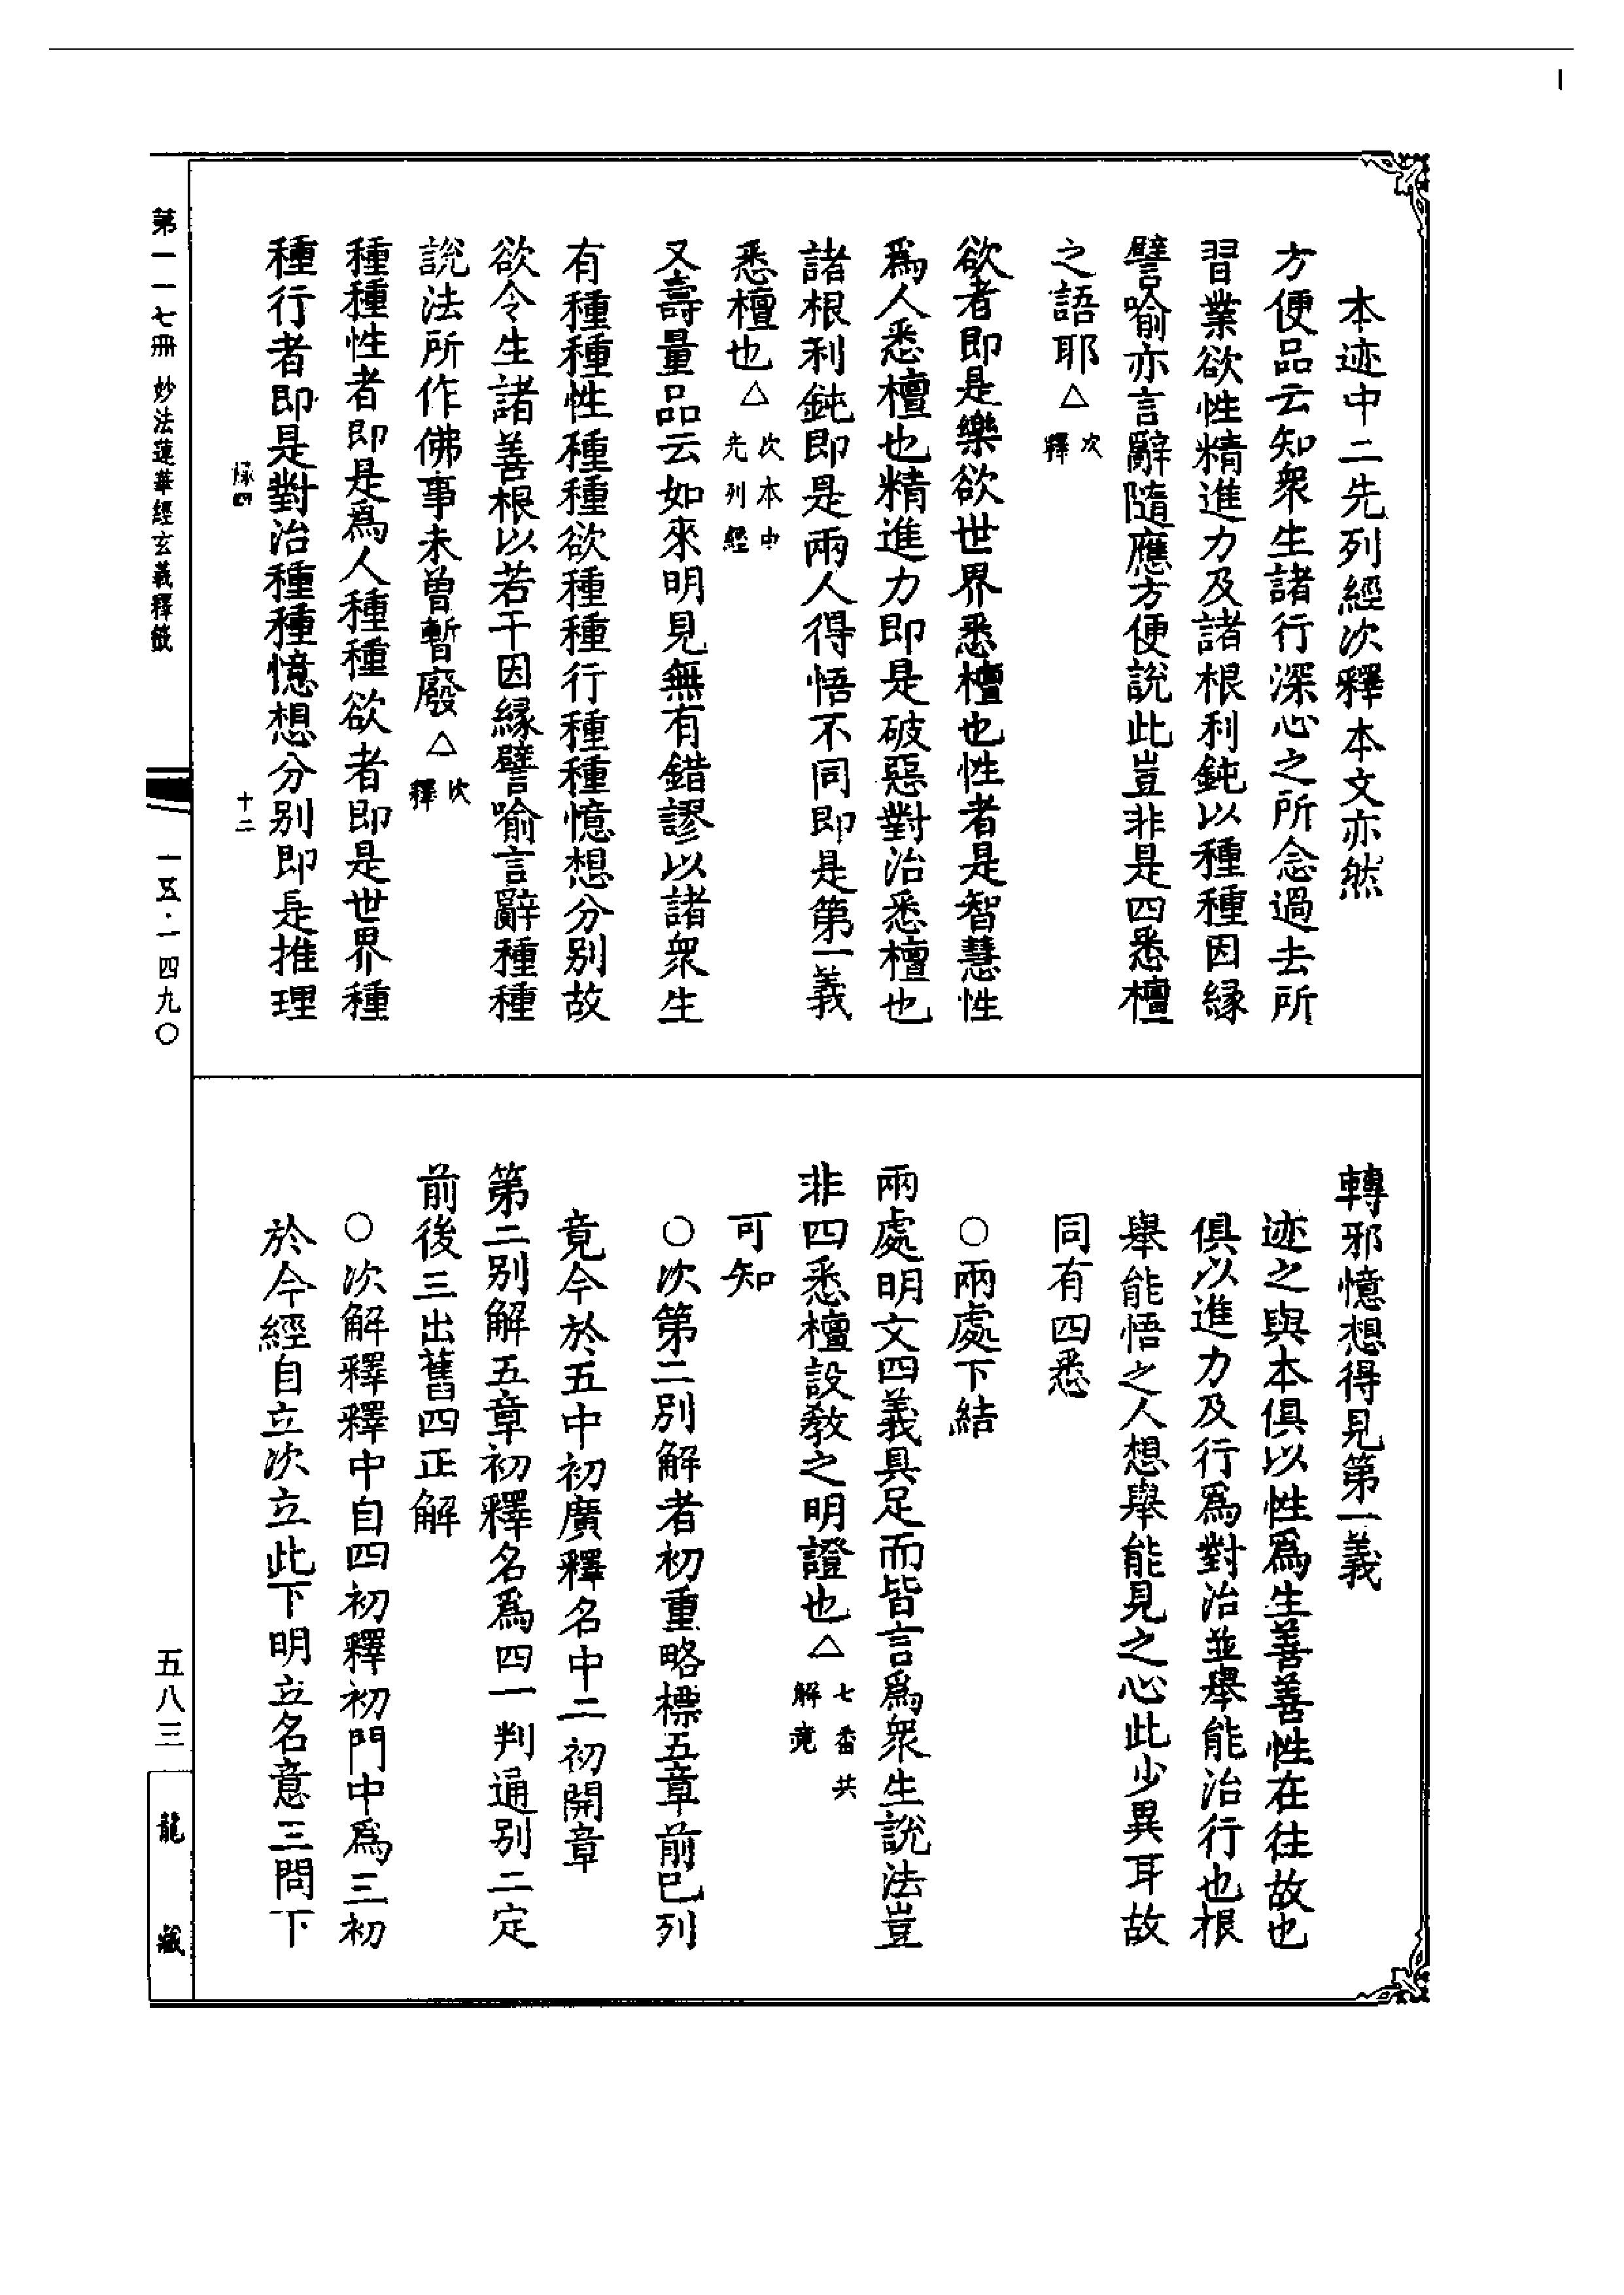 本迹中二先列經次釋本文亦然
方便品云知衆生諸行深心之所念過去所
習業欲性精進力及諸根利鈍以種種因緣
譬喻亦言辭隨應方便說此豈非是四悉檀
之語耶△次釋
欲者即是樂欲世界悉檀也性者是智慧性
爲人悉檀也精進力即是破惡對治悉檀也
諸根利鈍即是兩人得悟不同即是第一義
悉檀也△次本中先列經
又壽量品云如來明見無有錯謬以諸衆生
有種種性種種欲種種行種種憶想分别故
欲令生諸善根以若干因緣譬喻言辭種種
說法所作佛事未曾暫廢△次釋
種種性者即是爲人種種欲者即是世界種
種行者即是對治種種憶想分别即是推理
轉邪憶想得見第一義
迹之與本俱以性爲生善善性在往故也
俱以進力及行爲對治並舉能治行也根
舉能悟之人想舉能見之心此少異耳故
同有四悉
○兩處下結
兩處明文四義具足而皆言爲衆生說法豈
非四悉檀設教之明證也△七番共解竟
可知
○次第二别解者初重略標五章前已列
竟今於五中初廣釋名中二初開章
第二别解五章初釋名爲四一判通别二定
前後三出舊四正解
○次解釋釋中自四初釋初門中爲三初
於今經自立次立此下明立名意三問下
第一一七冊 妙法蓮華經玄義釋籤
一五·一四九〇
五八三
龍藏
十二